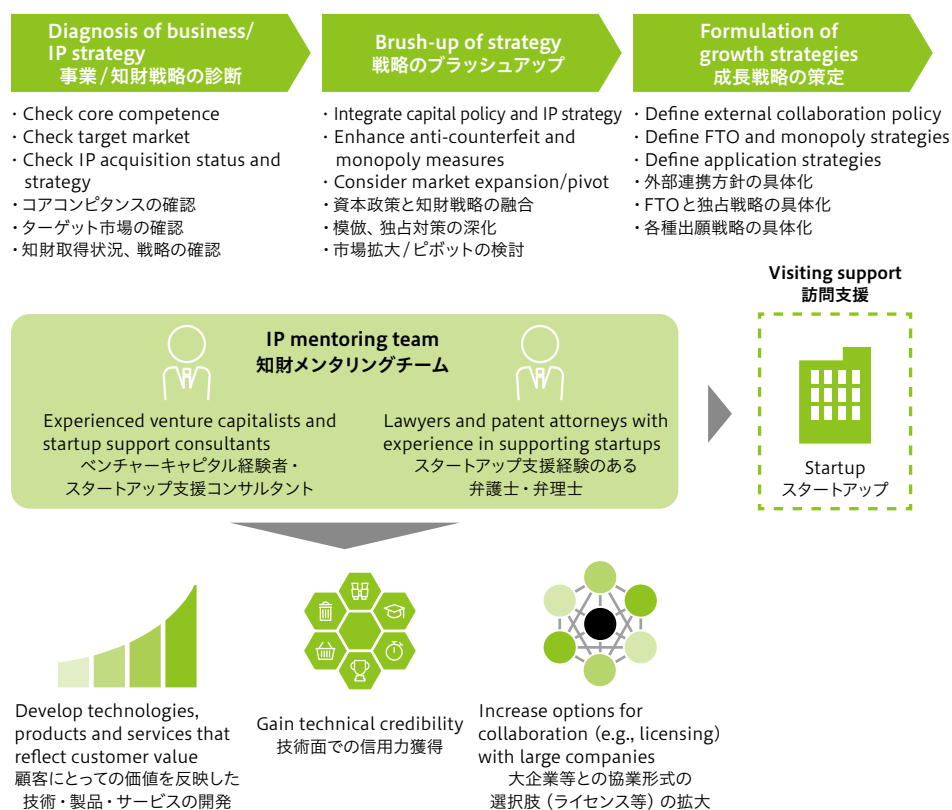 Diagnosis of business/
IP strategy
事業/知財戦略の診断
Brush-up of strategy
戦略のブラッシュアップ
Formulation of
growth strategies
成長戦略の策定
・Check core competence
・Check target market
・Check IP acquisition status and
strategy
・コアコンピタンスの確認
・ターゲット市場の確認
・知財取得状況、戦略の確認
・Integrate capital policy and IP strategy
・Enhance anti-counterfeit and
monopoly measures
・Consider market expansion/pivot
・資本政策と知財戦略の融合
・模倣、独占対策の深化
・市場拡大/ピボットの検討
・Define external collaboration policy
・Define FTO and monopoly strategies
・Define application strategies
・外部連携方針の具体化
・FTOと独占戦略の具体化
・各種出願戦略の具体化
Visiting support
訪問支援
IP mentoring team
知財メンタリングチーム
Experienced venture capitalists and
startup support consultants
ベンチャーキャピタル経験者・
スタートアップ支援コンサルタント
Lawyers and patent attorneys with
experience in supporting startups
スタートアップ支援経験のある
弁護士・弁理士
Startup
スタートアップ
Develop technologies,
products and services that
reflect customer value
顧客にとっての価値を反映した
技術・製品・サービスの開発
Gain technical credibility
技術面での信用力獲得
Increase options for
collaboration (e.g., licensing)
with large companies
大企業等との協業形式の
選択肢（ライセンス等）の拡大